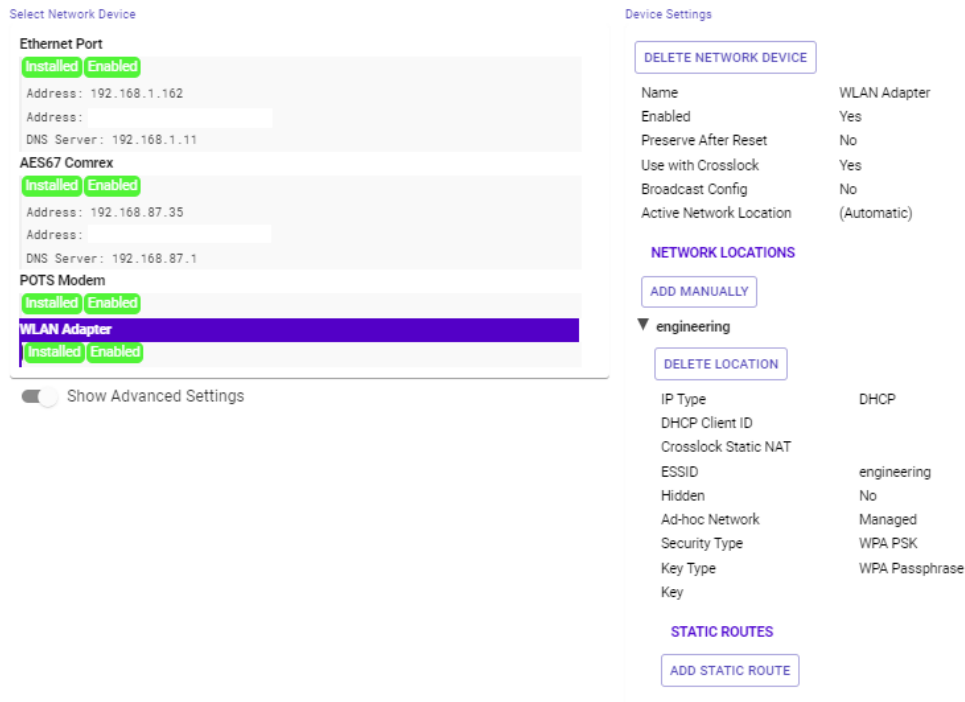 Select Network Device
Ethernet Port
Installed Enabled
Address: 192.168.1.162
Address:
DNS Server: 192.168.1.11
AES67 Comrex
Installed Enabled
Address: 192.168.87.35
Address:
DNS Server: 192.168.87.1
POTS Modem
Installed Enabled
WLAN Adapter
Installed Enabled
Show Advanced Settings
Device Settings
DELETE NETWORK DEVICE
Name WLAN Adapter
Enabled Yes
Preserve After Reset No
Use with Crosslock Yes
Broadcast Config No
Active Network Location (Automatic)
NETWORK LOCATIONS
ADD MANUALLY
engineering
DELETE LOCATION
IP Type DHCP
DHCP Client ID
Crosslock Static NAT
ESSID engineering
Hidden No
Ad-hoc Network Managed
Security Type WPA PSK
Key Type WPA Passphrase
Key
STATIC ROUTES
ADD STATIC ROUTE